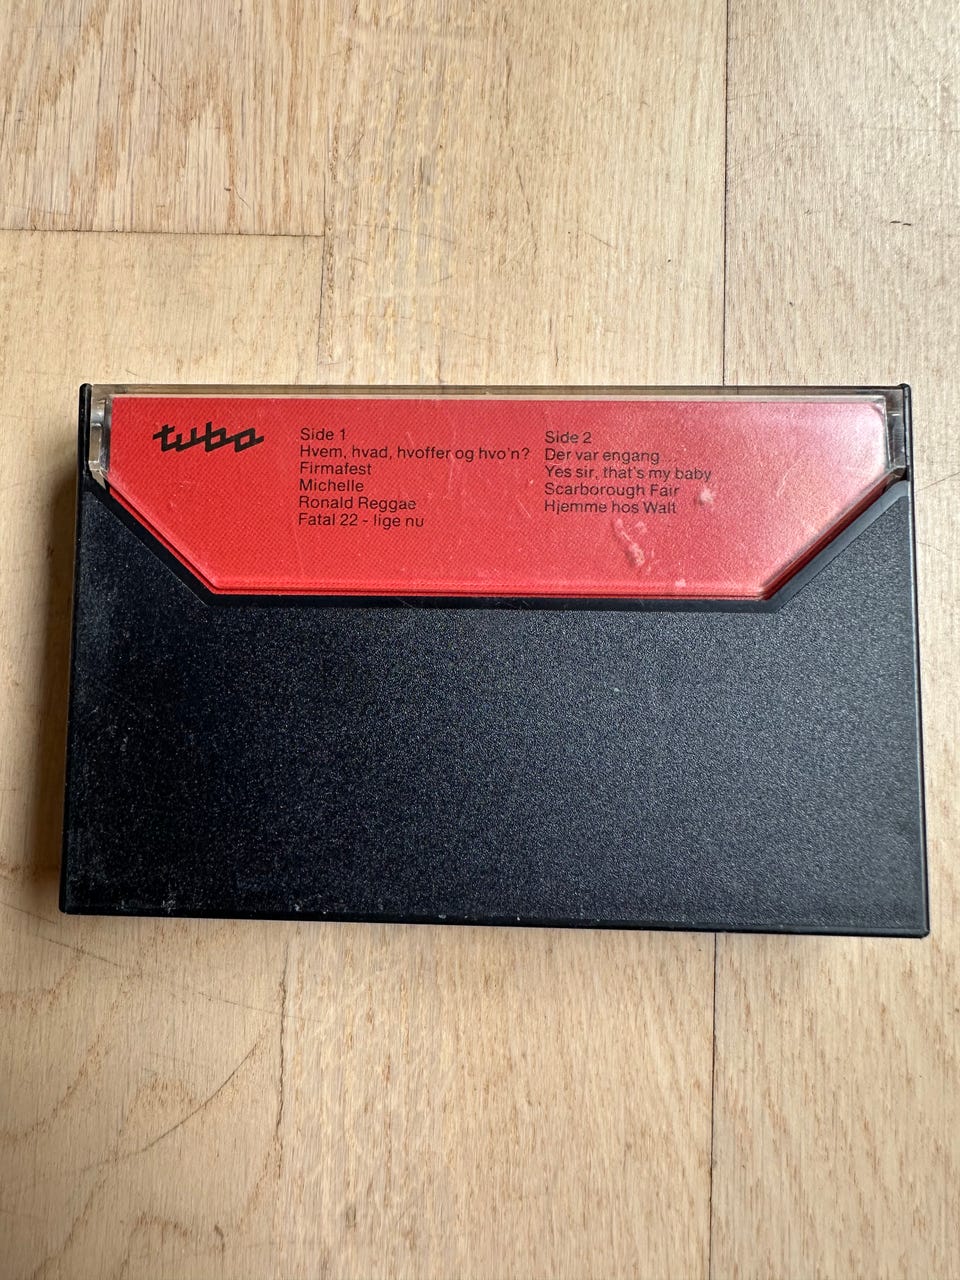 tuba
Side 1
Hvem, hvad, hvoffer og hvo'n?
Firmafest
Michelle
Ronald Reggae
Fatal 22 - lige nu
Side 2
Der var engang...
Yes sir, that's my baby
Scarborough Fair
Hjemme hos Walt